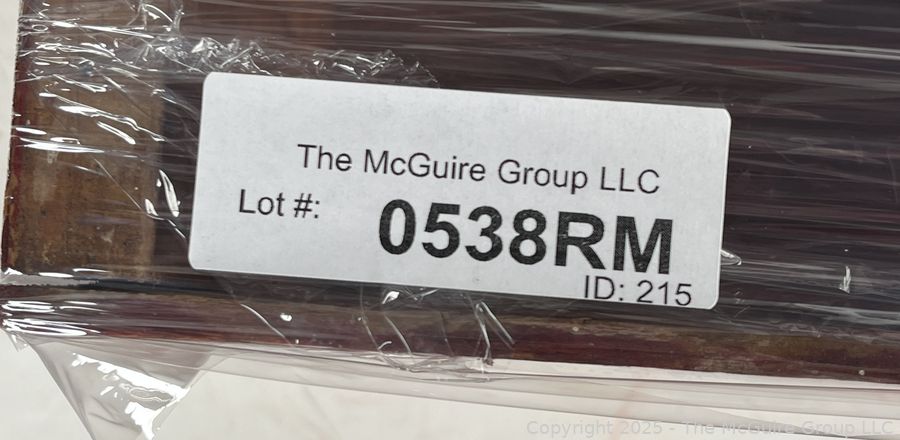 The McGuire Group LLC
Lot #: 0538RM
ID: 215
Copyright 2025 - The McGuire Group LLC